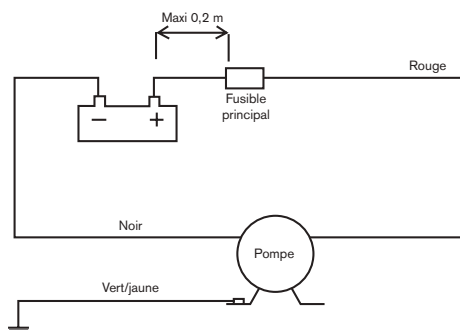 Maxi 0,2 m
Rouge
Fusible
principal
− +
Noir
Pompe
Vert/jaune